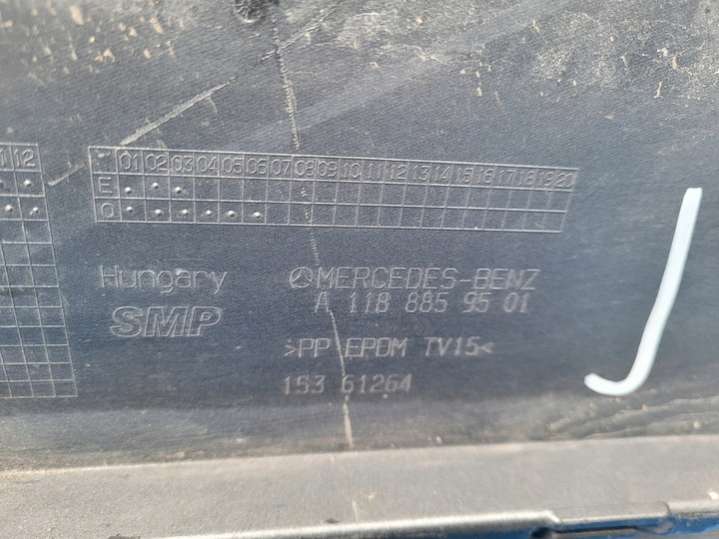 1 12
01 02 03 04 05 06 07 08 09 10 11 12 13 14 15 16 17 18 19 20
E
Q
Hungary
SMP
MERCEDES-BENZ
A 118 885 95 01
>PP EPDM TV15<
153 61264